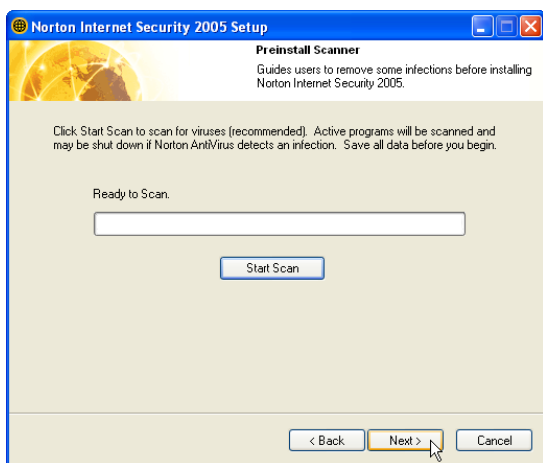 Norton Internet Security 2005 Setup
Preinstall Scanner
Guides users to remove some infections before installing
Norton Internet Security 2005.
Click Start Scan to scan for viruses (recommended). Active programs will be scanned and
may be shut down if Norton AntiVirus detects an infection. Save all data before you begin.
Ready to Scan.
Start Scan
< Back Next > Cancel